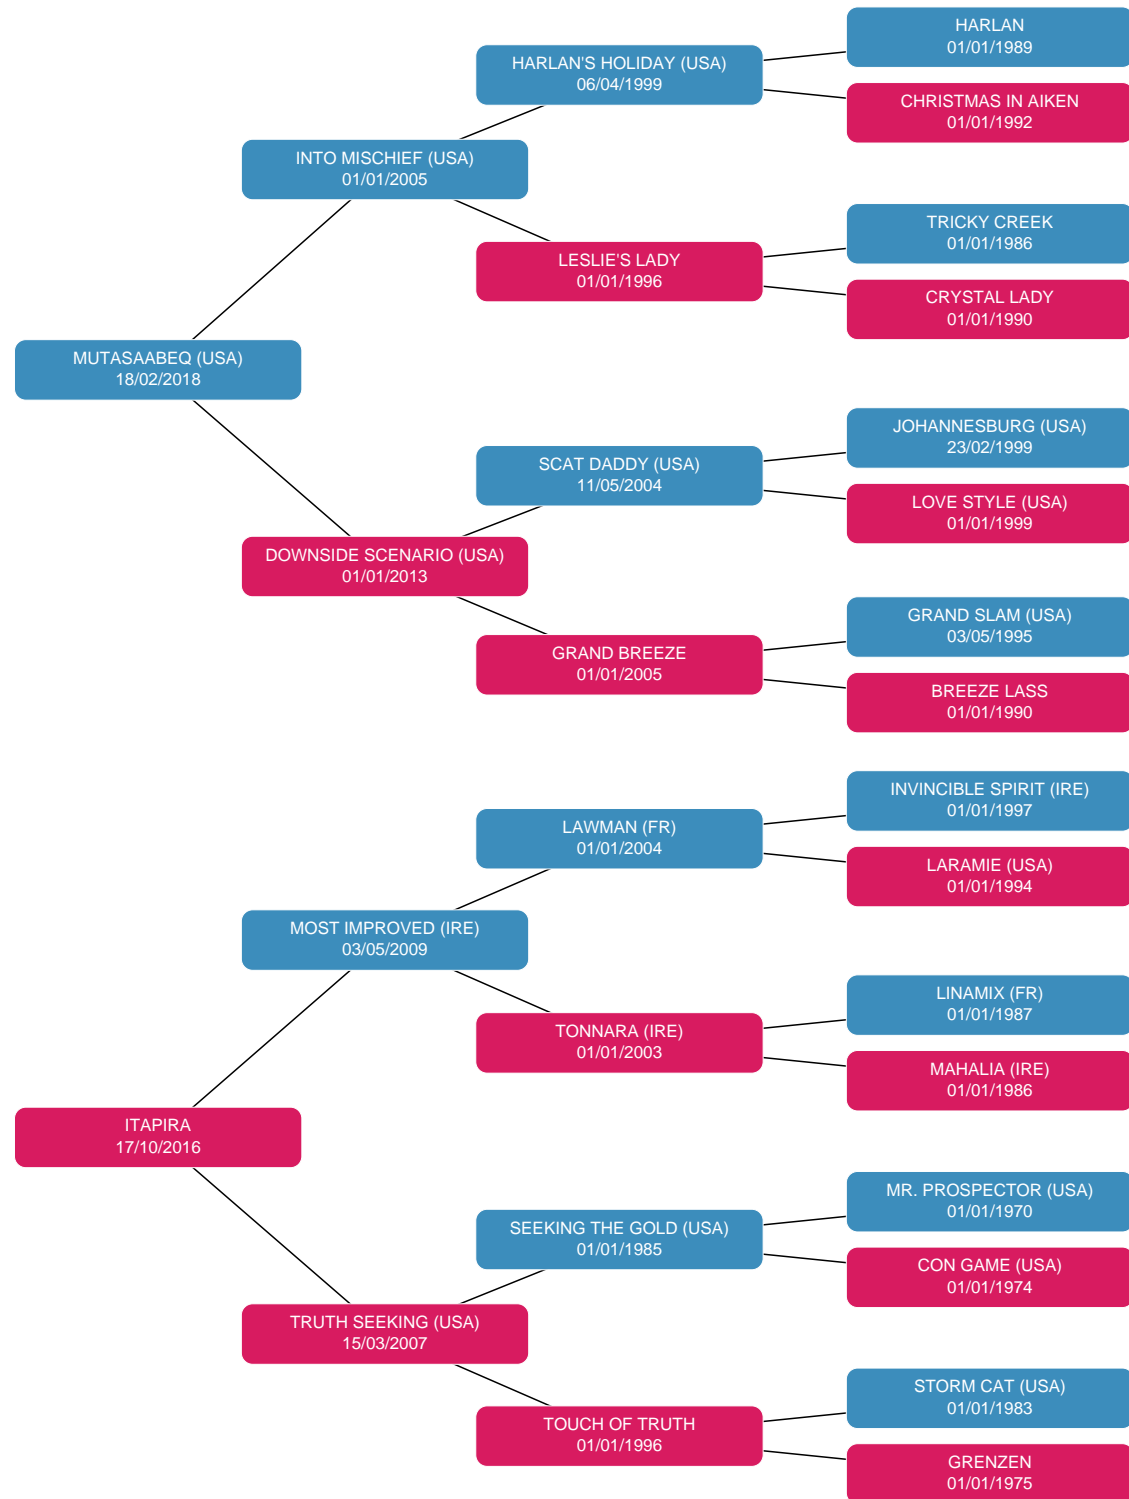 HARLAN
01/01/1989
HARLAN'S HOLIDAY (USA)
06/04/1999
CHRISTMAS IN AIKEN
01/01/1992
INTO MISCHIEF (USA)
01/01/2005
TRICKY CREEK
01/01/1986
LESLIE'S LADY
01/01/1996
CRYSTAL LADY
01/01/1990
MUTASAABEQ (USA)
18/02/2018
JOHANNESBURG (USA)
23/02/1999
SCAT DADDY (USA)
11/05/2004
LOVE STYLE (USA)
01/01/1999
DOWNSIDE SCENARIO (USA)
01/01/2013
GRAND SLAM (USA)
03/05/1995
GRAND BREEZE
01/01/2005
BREEZE LASS
01/01/1990
INVINCIBLE SPIRIT (IRE)
01/01/1997
LAWMAN (FR)
01/01/2004
LARAMIE (USA)
01/01/1994
MOST IMPROVED (IRE)
03/05/2009
LINAMIX (FR)
01/01/1987
TONNARA (IRE)
01/01/2003
MAHALIA (IRE)
01/01/1986
ITAPIRA
17/10/2016
MR. PROSPECTOR (USA)
01/01/1970
SEEKING THE GOLD (USA)
01/01/1985
CON GAME (USA)
01/01/1974
TRUTH SEEKING (USA)
15/03/2007
STORM CAT (USA)
01/01/1983
TOUCH OF TRUTH
01/01/1996
GRENZEN
01/01/1975